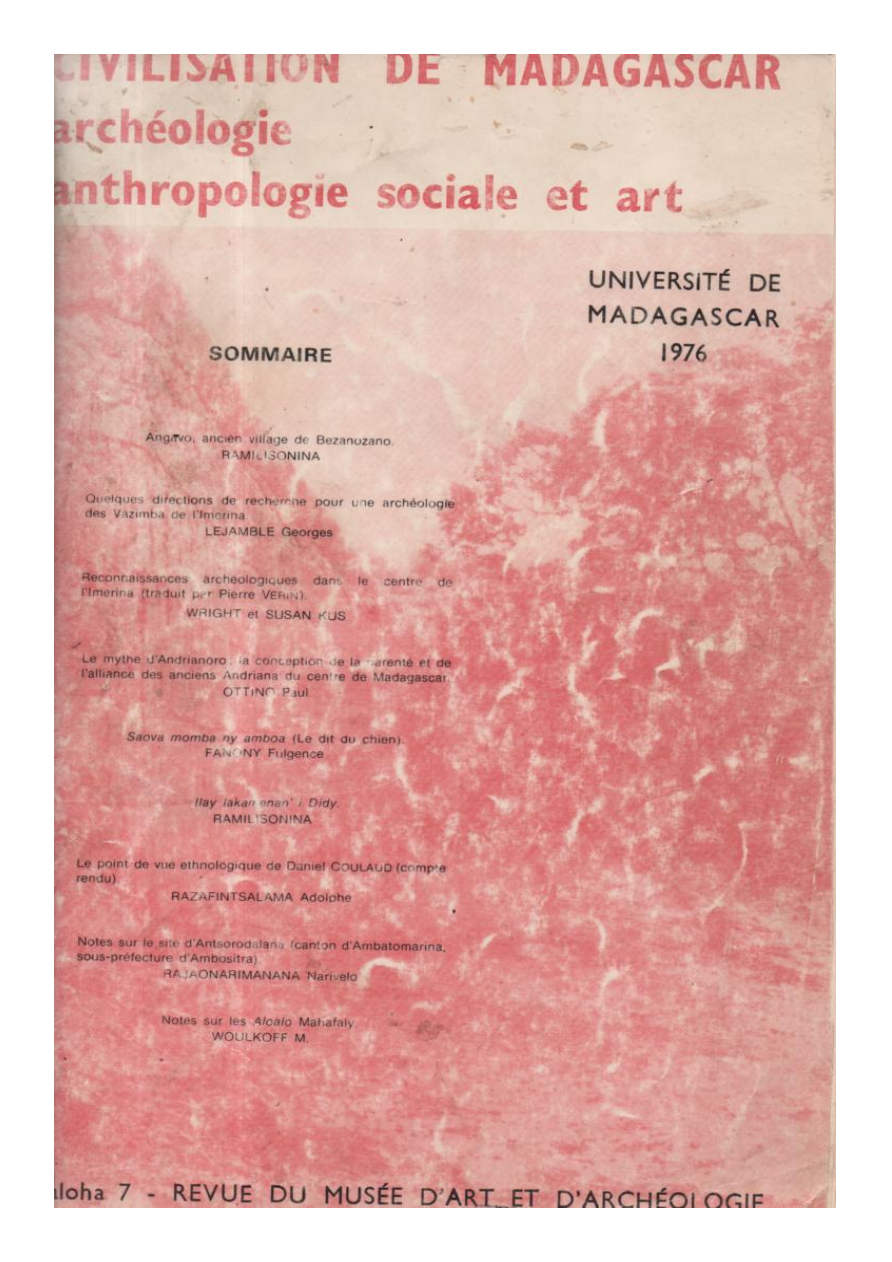 CIVILISATION DE MADAGASCAR
archéologie
anthropologie sociale et art
UNIVERSITÉ DE
MADAGASCAR
1976
SOMMAIRE
Angavo, ancien village de Bezanozano.
RAMILISONINA
Quelques directions de recherche pour une archéologie
des Vazimba de l'Imerina
LEJAMBLE Georges
Reconnaissances archéologiques dans le centre de
l'Imerina (traduit par Pierre VERIN).
WRIGHT et SUSAN KUS
Le mythe d'Andrianoro: la conception de la parenté et de
l'alliance des anciens Andriana du centre de Madagascar.
OTTINO Paul
Saova momba ny amboa (Le dit du chien).
FANONY Fulgence
Ilay lakan'enan' i Didy.
RAMILISONINA
Le point de vue ethnologique de Daniel COULAUD (compte
rendu)
RAZAFINTSALAMA Adolphe
Notes sur le site d'Antsorodalana (canton d'Ambatomarina,
sous-préfecture d'Ambositra)
RAJAONARIMANANA Narivelo
Notes sur les Aloalo Mahafaly.
WOULKOFF M.
aloha 7 - REVUE DU MUSÉE D'ART ET D'ARCHÉOLOGIE